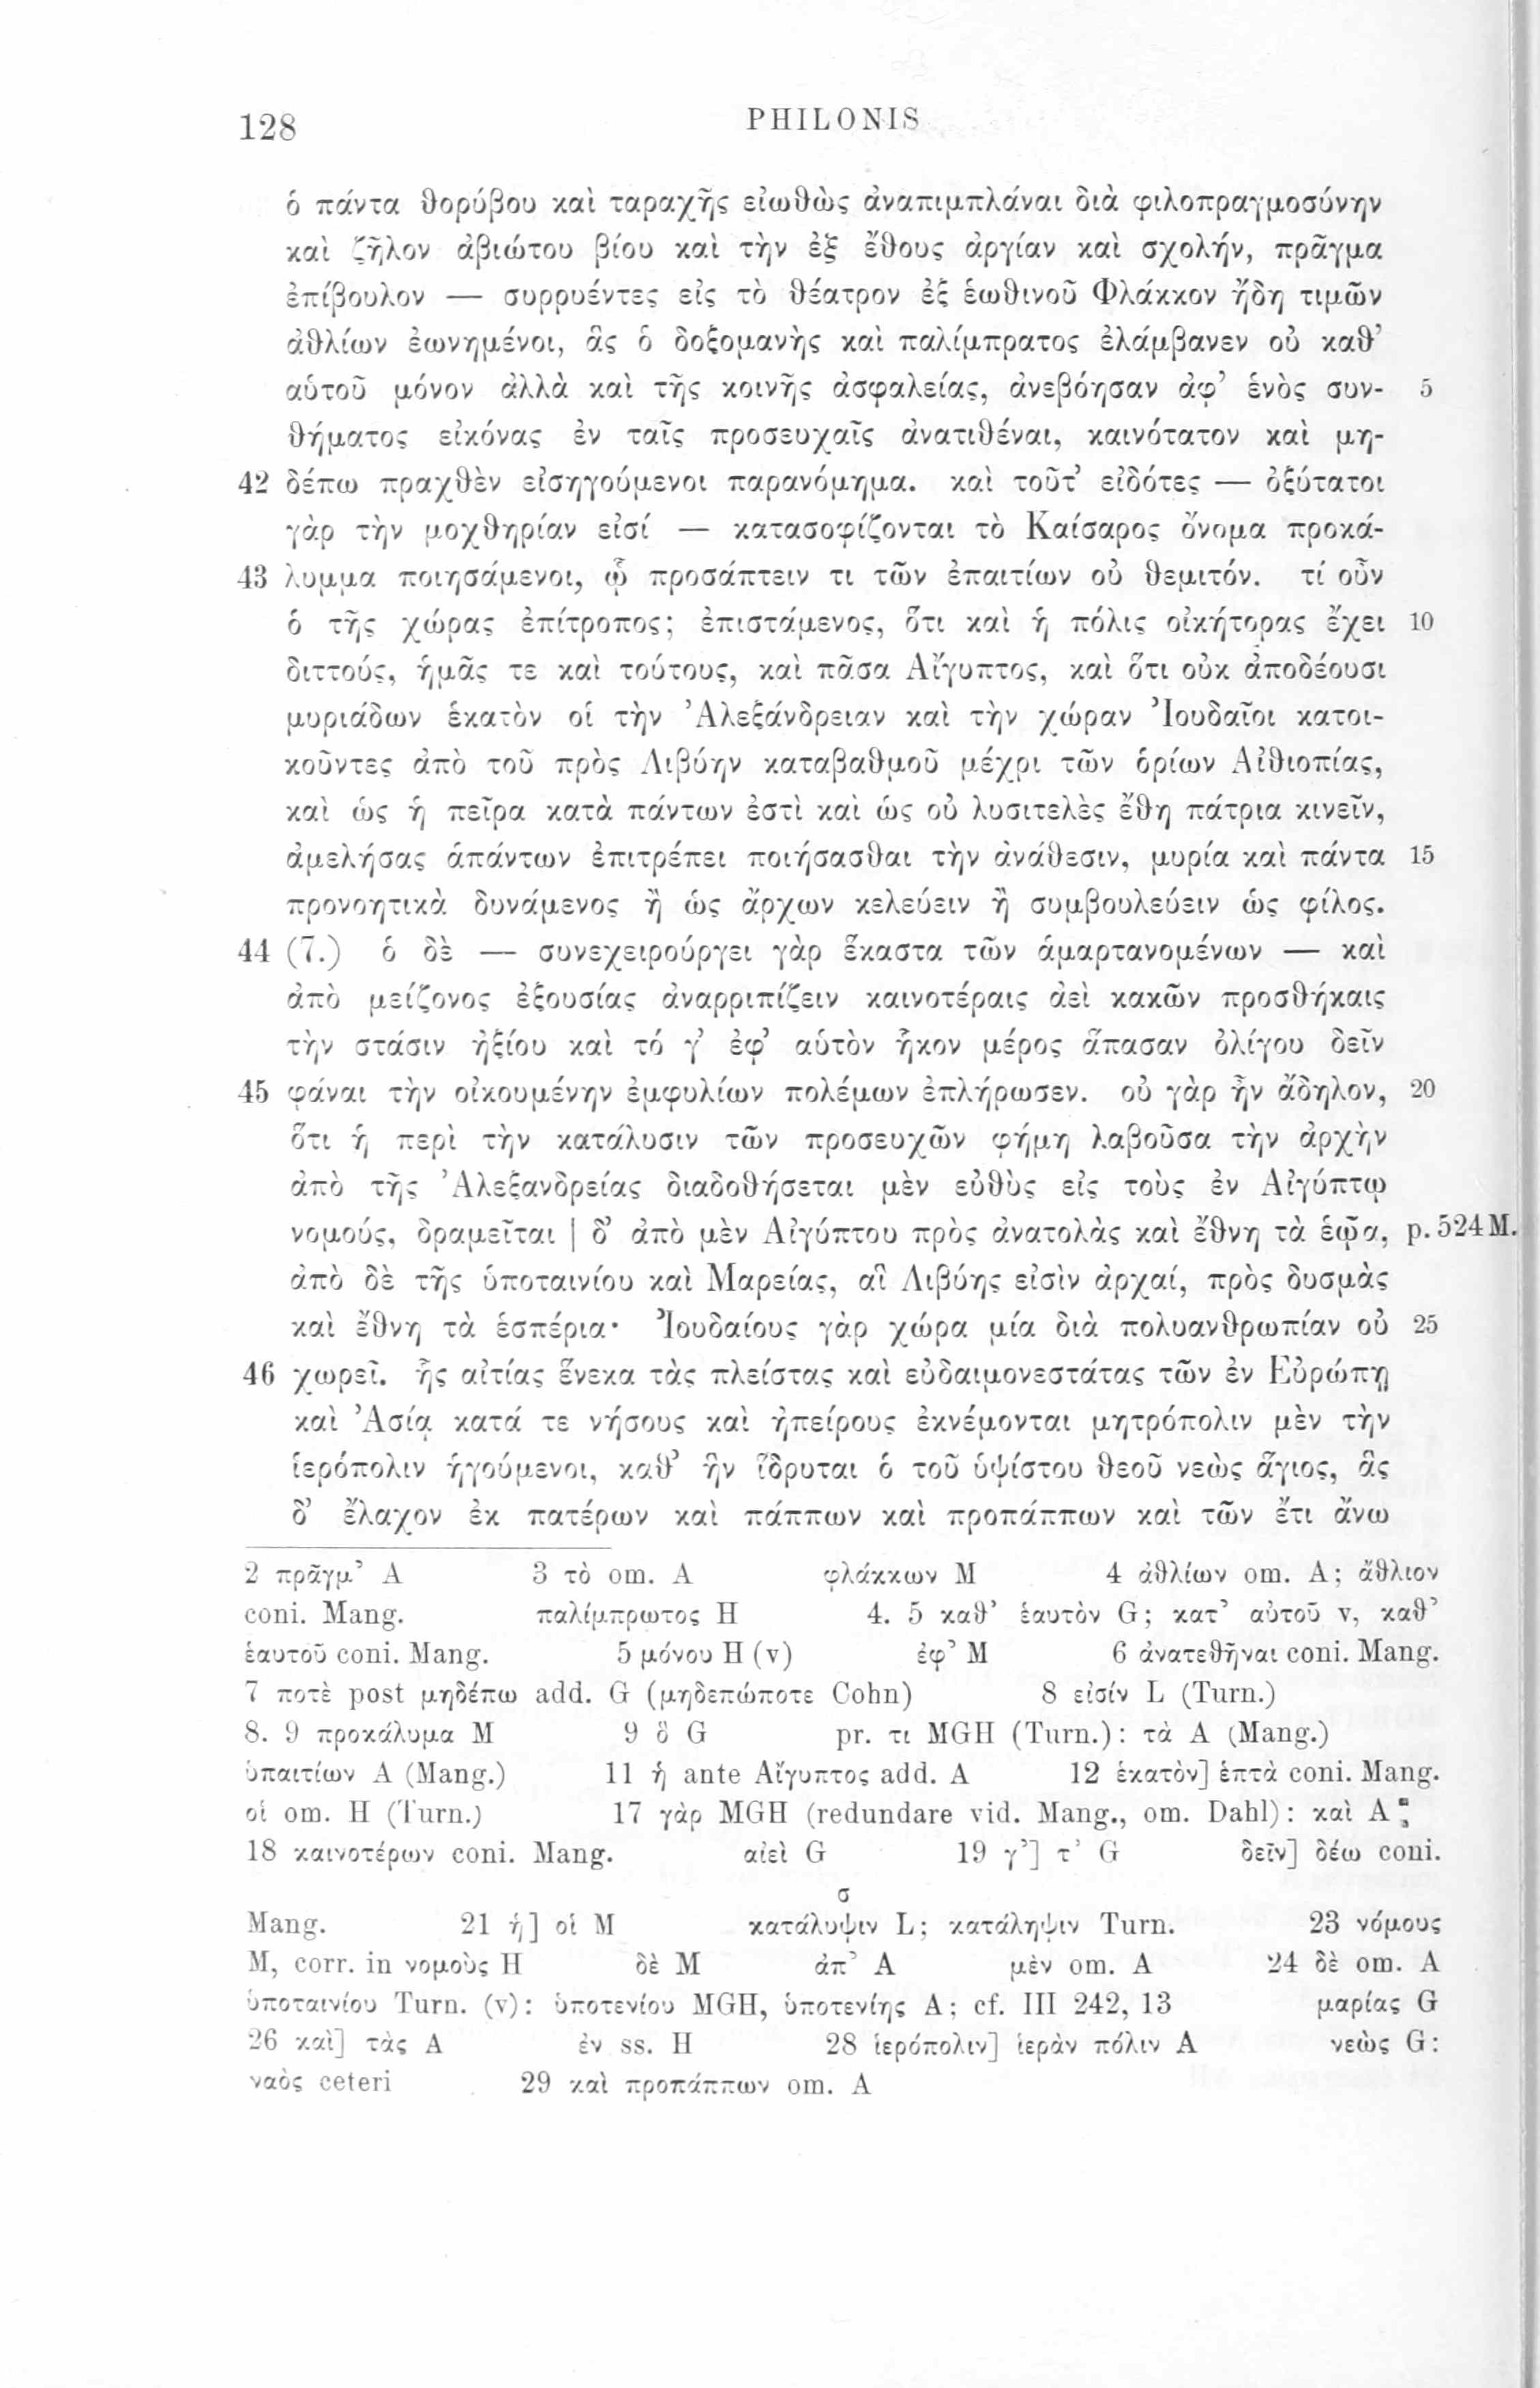 128 PHILONIS
ὁ πάντα θορύβου καὶ ταραχῆς εἰωθὼς ἀναπιμπλάναι διὰ φιλοπραγμοσύνην
καὶ ζῆλον ἀβιώτου βίου καὶ τὴν ἐξ ἔθους ἀργίαν καὶ σχολήν, πρᾶγμα
ἐπίβουλον — συρρυέντες εἰς τὸ θέατρον ἐξ ἑωθινοῦ Φλάκκον ἤδη τιμῶν
ἀθλίων ἐωνημένοι, ἃς ὁ δοξομανὴς καὶ παλίμπρατος ἐλάμβανεν οὐ καθ’
αὑτοῦ μόνον ἀλλὰ καὶ τῆς κοινῆς ἀσφαλείας, ἀνεβόησαν ἀφ’ ἑνὸς συν- 5
θήματος εἰκόνας ἐν ταῖς προσευχαῖς ἀνατιθέναι, καινότατον καὶ μη-
42 δέπω πραχθὲν εἰσηγούμενοι παρανόμημα. καὶ τοῦτ’ εἰδότες — ὀξύτατοι
γὰρ τὴν μοχθηρίαν εἰσί — κατασοφίζονται τὸ Καίσαρος ὄνομα προκά-
43 λυμμα ποιησάμενοι, ᾧ προσάπτειν τι τῶν ἐπαιτίων οὐ θεμιτόν. τί οὖν
ὁ τῆς χώρας ἐπίτροπος; ἐπιστάμενος, ὅτι καὶ ἡ πόλις οἰκήτορας ἔχει 10
διττούς, ἡμᾶς τε καὶ τούτους, καὶ πᾶσα Αἴγυπτος, καὶ ὅτι οὐκ ἀποδέουσι
μυριάδων ἑκατὸν οἱ τὴν Ἀλεξάνδρειαν καὶ τὴν χώραν Ἰουδαῖοι κατοι-
κοῦντες ἀπὸ τοῦ πρὸς Λιβύην καταβαθμοῦ μέχρι τῶν ὁρίων Αἰθιοπίας,
καὶ ὡς ἡ πεῖρα κατὰ πάντων ἐστὶ καὶ ὡς οὐ λυσιτελὲς ἔθη πάτρια κινεῖν,
ἀμελήσας ἁπάντων ἐπιτρέπει ποιήσασθαι τὴν ἀνάθεσιν, μυρία καὶ πάντα 15
προνοητικὰ δυνάμενος ἢ ὡς ἄρχων κελεύειν ἢ συμβουλεύειν ὡς φίλος.
44 (7.) ὁ δὲ — συνεχειρούργει γὰρ ἕκαστα τῶν ἁμαρτανομένων — καὶ
ἀπὸ μείζονος ἐξουσίας ἀναρριπίζειν καινοτέραις ἀεὶ κακῶν προσθήκαις
τὴν στάσιν ἠξίου καὶ τό γ’ ἐφ’ αὑτὸν ἧκον μέρος ἅπασαν ὀλίγου δεῖν
45 φάναι τὴν οἰκουμένην ἐμφυλίων πολέμων ἐπλήρωσεν. οὐ γὰρ ἦν ἄδηλον, 20
ὅτι ἡ περὶ τὴν κατάλυσιν τῶν προσευχῶν φήμη λαβοῦσα τὴν ἀρχὴν
ἀπὸ τῆς Ἀλεξανδρείας διαδοθήσεται μὲν εὐθὺς εἰς τοὺς ἐν Αἰγύπτῳ
νομούς, δραμεῖται | δ’ ἀπὸ μὲν Αἰγύπτου πρὸς ἀνατολὰς καὶ ἔθνη τὰ ἑῷα, p. 524 M.
ἀπὸ δὲ τῆς ὑποταινίου καὶ Μαρείας, αἳ Λιβύης εἰσὶν ἀρχαί, πρὸς δυσμὰς
καὶ ἔθνη τὰ ἑσπέρια· Ἰουδαίους γὰρ χώρα μία διὰ πολυανθρωπίαν οὐ 25
46 χωρεῖ. ἧς αἰτίας ἕνεκα τὰς πλείστας καὶ εὐδαιμονεστάτας τῶν ἐν Εὐρώπῃ
καὶ Ἀσίᾳ κατά τε νήσους καὶ ἠπείρους ἐκνέμονται μητρόπολιν μὲν τὴν
ἱερόπολιν ἡγούμενοι, καθ’ ἣν ἵδρυται ὁ τοῦ ὑψίστου θεοῦ νεὼς ἅγιος, ἃς
δ’ ἔλαχον ἐκ πατέρων καὶ πάππων καὶ προπάππων καὶ τῶν ἔτι ἄνω
2 πρᾶγμ’ A 3 τὸ om. A φλάκκων M 4 ἀθλίων om. A; ἄθλιον
coni. Mang. παλίμπρωτος H 4. 5 καθ’ ἑαυτὸν G; κατ’ αὐτοῦ v, καθ’
ἑαυτοῦ coni. Mang. 5 μόνου H (v) ἐφ’ M 6 ἀνατεθῆναι coni. Mang.
7 ποτὲ post μηδέπω add. G (μηδεπώποτε Cohn) 8 εἰσίν L (Turn.)
8. 9 προκάλυμα M 9 ὃ G pr. τι MGH (Turn.): τὰ A (Mang.)
ὑπαιτίων A (Mang.) 11 ἡ ante Αἴγυπτος add. A 12 ἑκατὸν] ἑπτὰ coni. Mang.
οἱ om. H (Turn.) 17 γὰρ MGH (redundare vid. Mang., om. Dahl): καὶ A;
18 καινοτέρων coni. Mang. αἰεὶ G 19 γ’] τ’ G δεῖν] δέω coni.
σ
Mang. 21 ἡ] οἱ M κατάλυψιν L; κατάληψιν Turn. 23 νόμους
M, corr. in νομοὺς H δὲ M ἀπ’ A μὲν om. A 24 δὲ om. A
ὑποταινίου Turn. (v): ὑποτενίου MGH, ὑποτενίης A; cf. III 242, 13 μαρίας G
26 καὶ] τὰς A ἐν ss. H 28 ἱερόπολιν] ἱερὰν πόλιν A νεὼς G:
ναὸς ceteri 29 καὶ προπάππων om. A